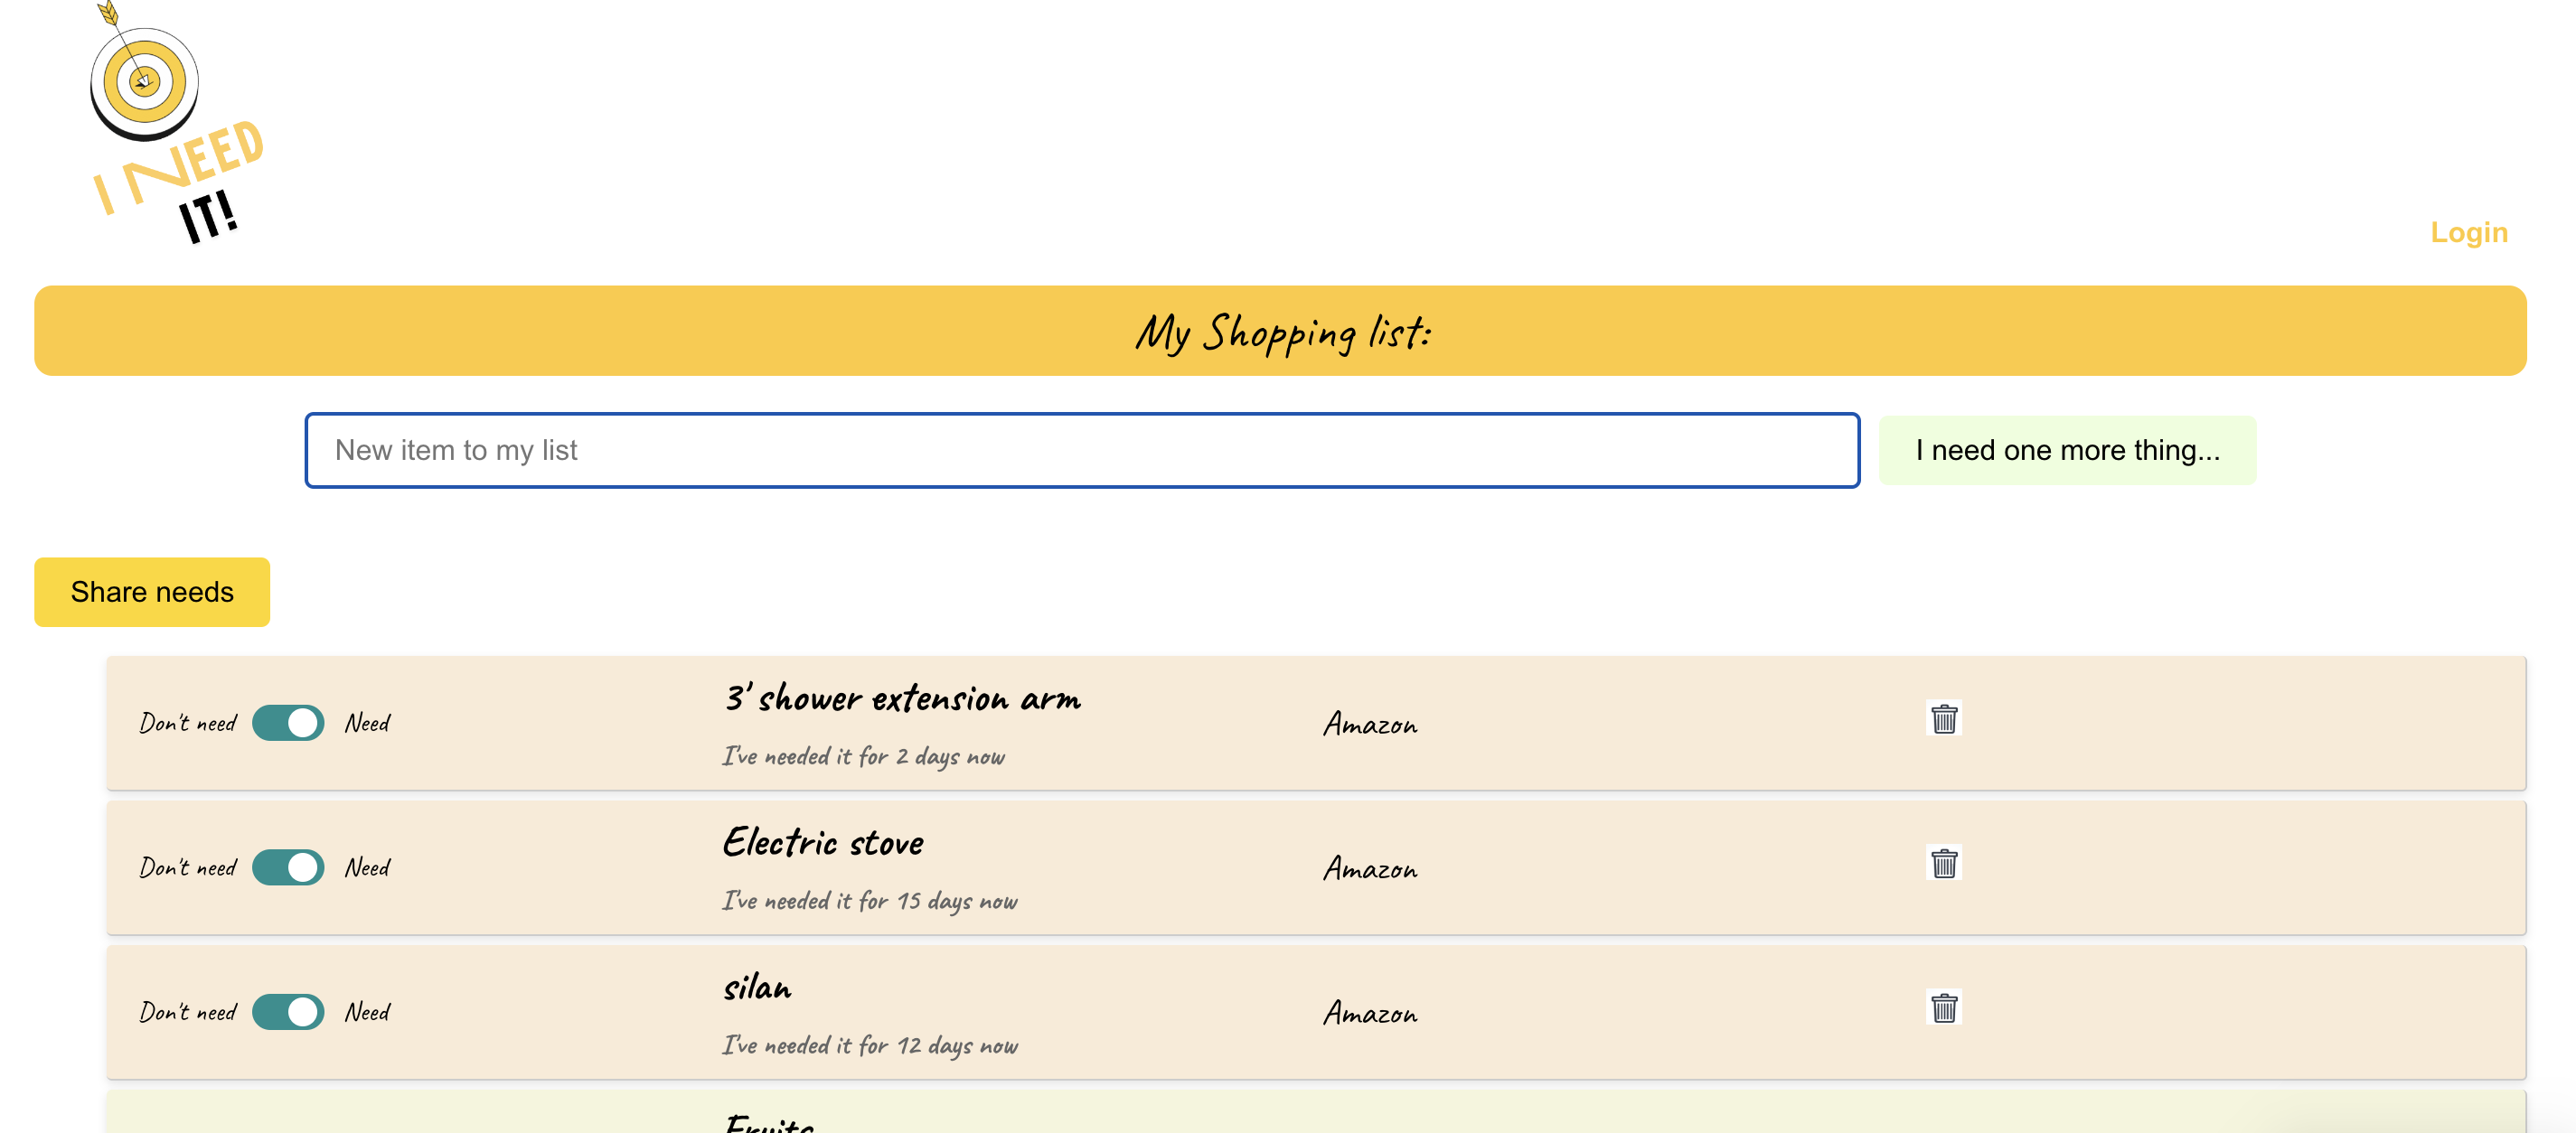 I NEED
IT!
Login
My Shopping list:
New item to my list
I need one more thing...
Share needs
Don't need Need
3' shower extension arm
I've needed it for 2 days now
Amazon
Don't need Need
Electric stove
I've needed it for 15 days now
Amazon
Don't need Need
silan
I've needed it for 12 days now
Amazon
Fruits